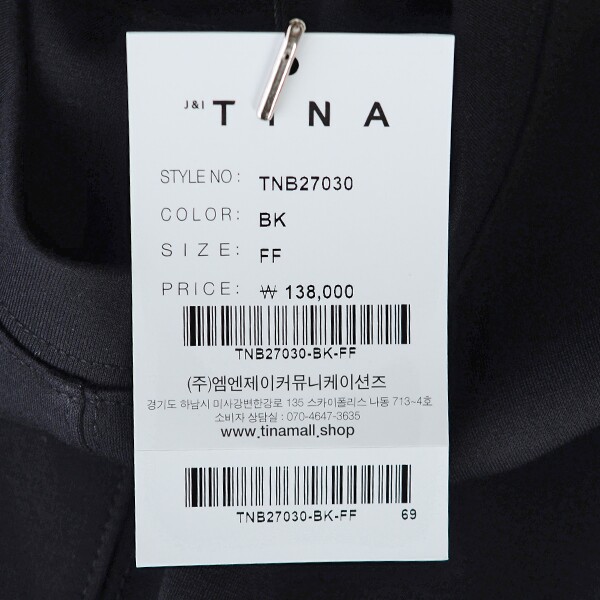 J&I TINA
STYLE NO : TNB27030
COLOR: BK
SIZE: FF
PRICE: ₩ 138,000
TNB27030-BK-FF
(주)엠엔제이커뮤니케이션즈
경기도 하남시 미사강변한강로 135 스카이폴리스 나동 713~4호
소비자 상담실 : 070-4647-3635
www.tinamall.shop
TNB27030-BK-FF 69